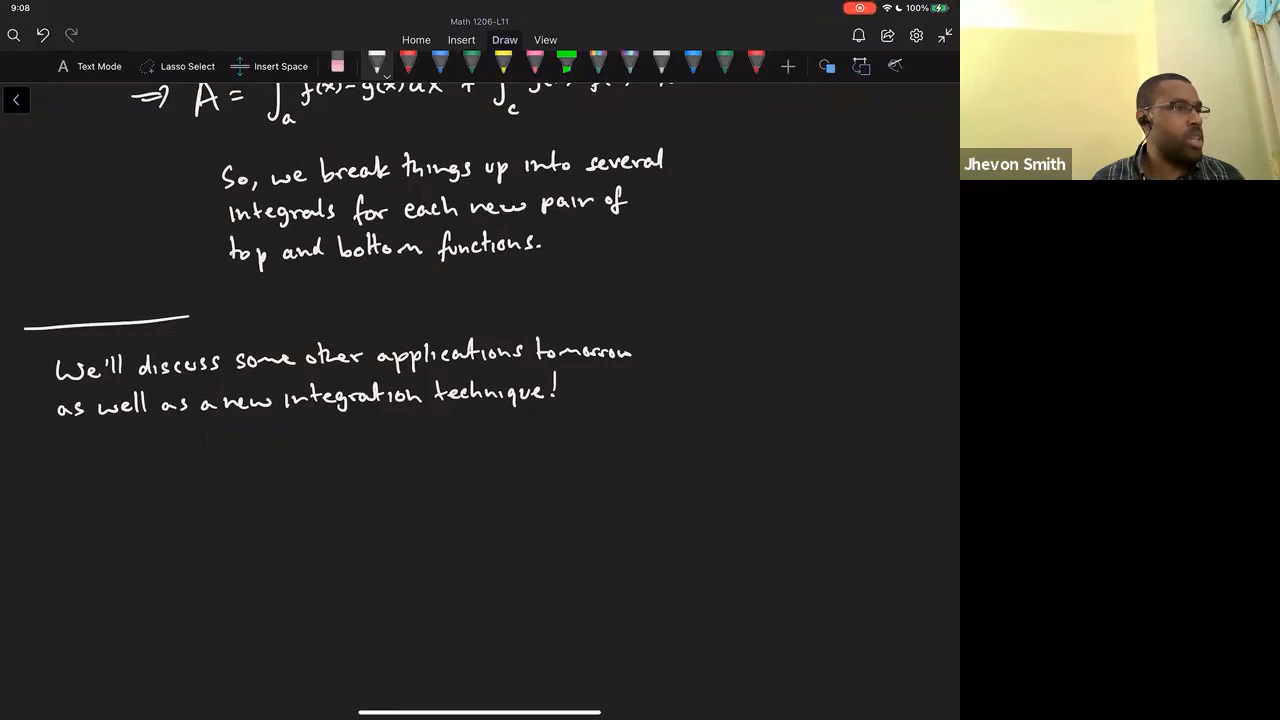 9:08
100%
Math 1206-L11
Home Insert Draw View
Text Mode Lasso Select Insert Space
⇒ A = ∫a f(x) - g(x) dx + ∫c
So, we break things up into several
integrals for each new pair of
top and bottom functions.
We'll discuss some other applications tomorrow
as well as a new integration technique!
Jhevon Smith